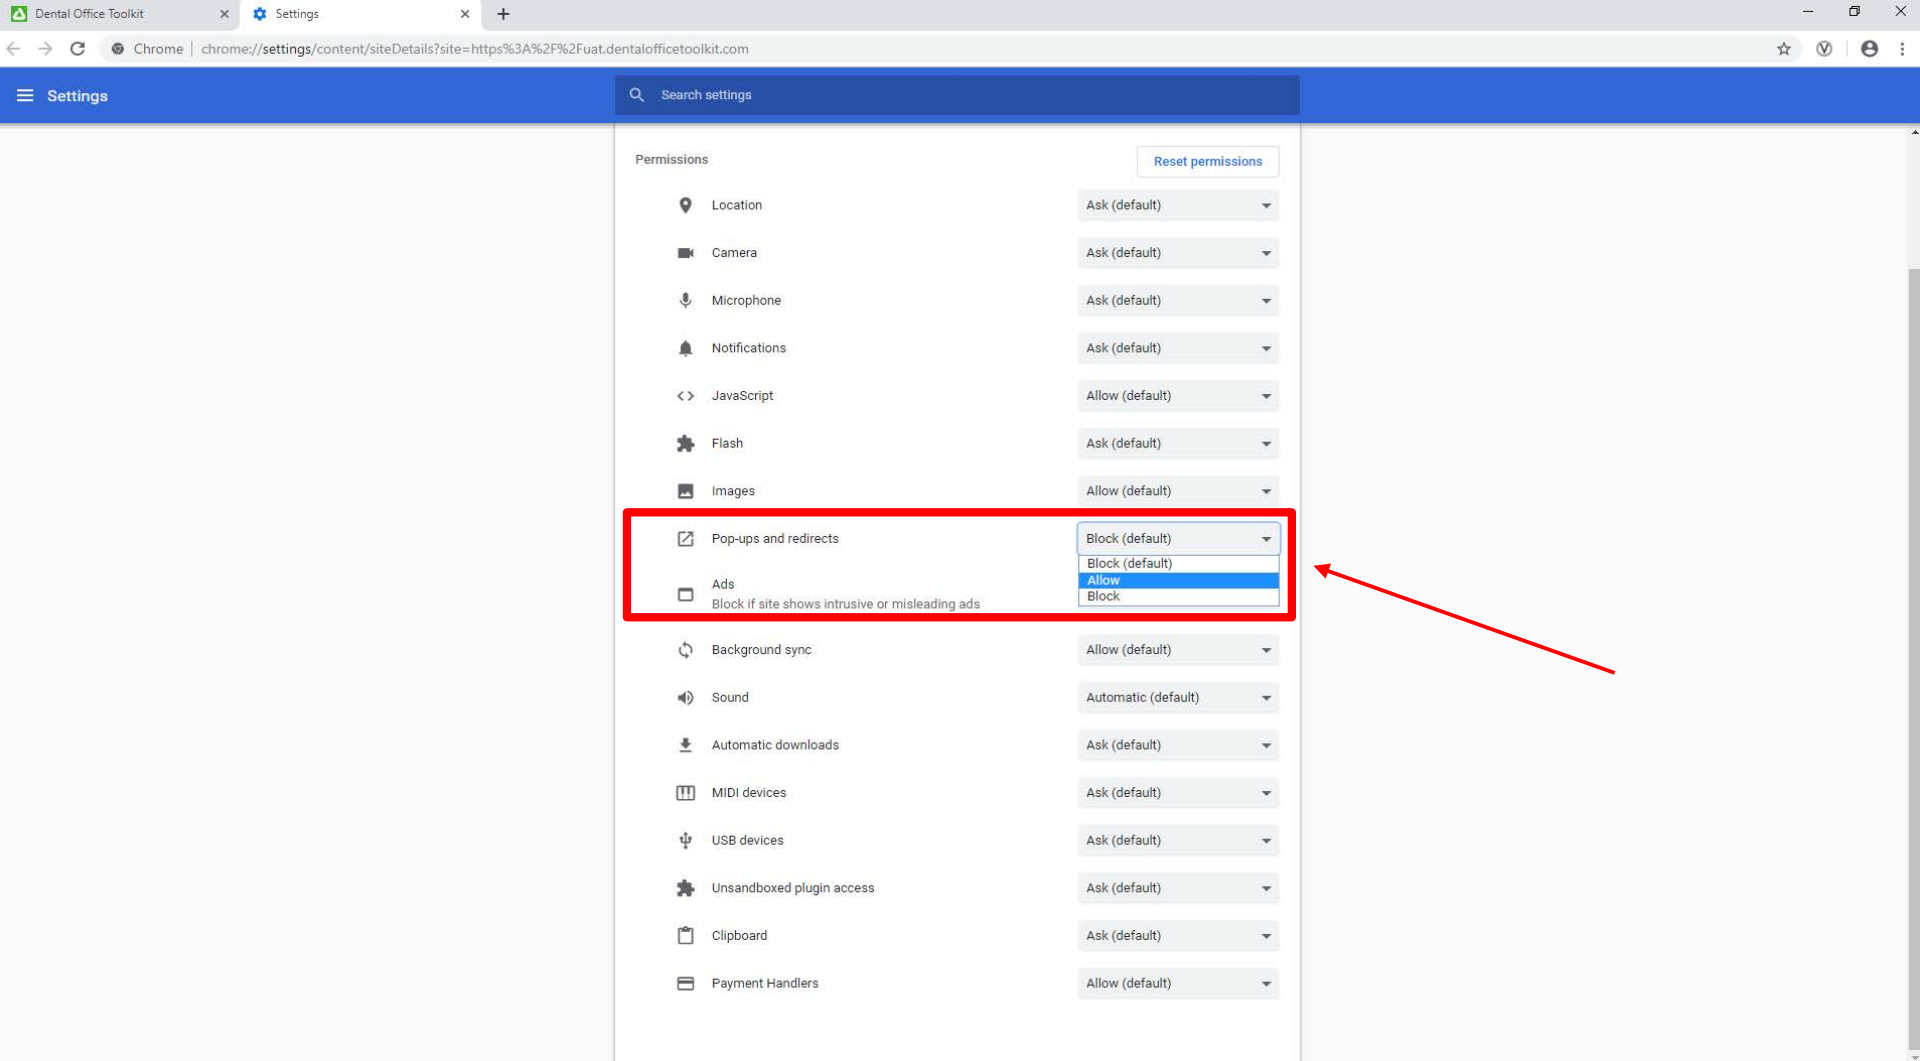 Dental Office Toolkit
Settings
Chrome | chrome://settings/content/siteDetails?site=https%3A%2F%2Fuat.dentalofficetoolkit.com
Settings
Search settings
Permissions
Reset permissions
Location Ask (default)
Camera Ask (default)
Microphone Ask (default)
Notifications Ask (default)
JavaScript Allow (default)
Flash Ask (default)
Images Allow (default)
Pop-ups and redirects Block (default)
Block (default)
Allow
Block
Ads
Block if site shows intrusive or misleading ads
Background sync Allow (default)
Sound Automatic (default)
Automatic downloads Ask (default)
MIDI devices Ask (default)
USB devices Ask (default)
Unsandboxed plugin access Ask (default)
Clipboard Ask (default)
Payment Handlers Allow (default)